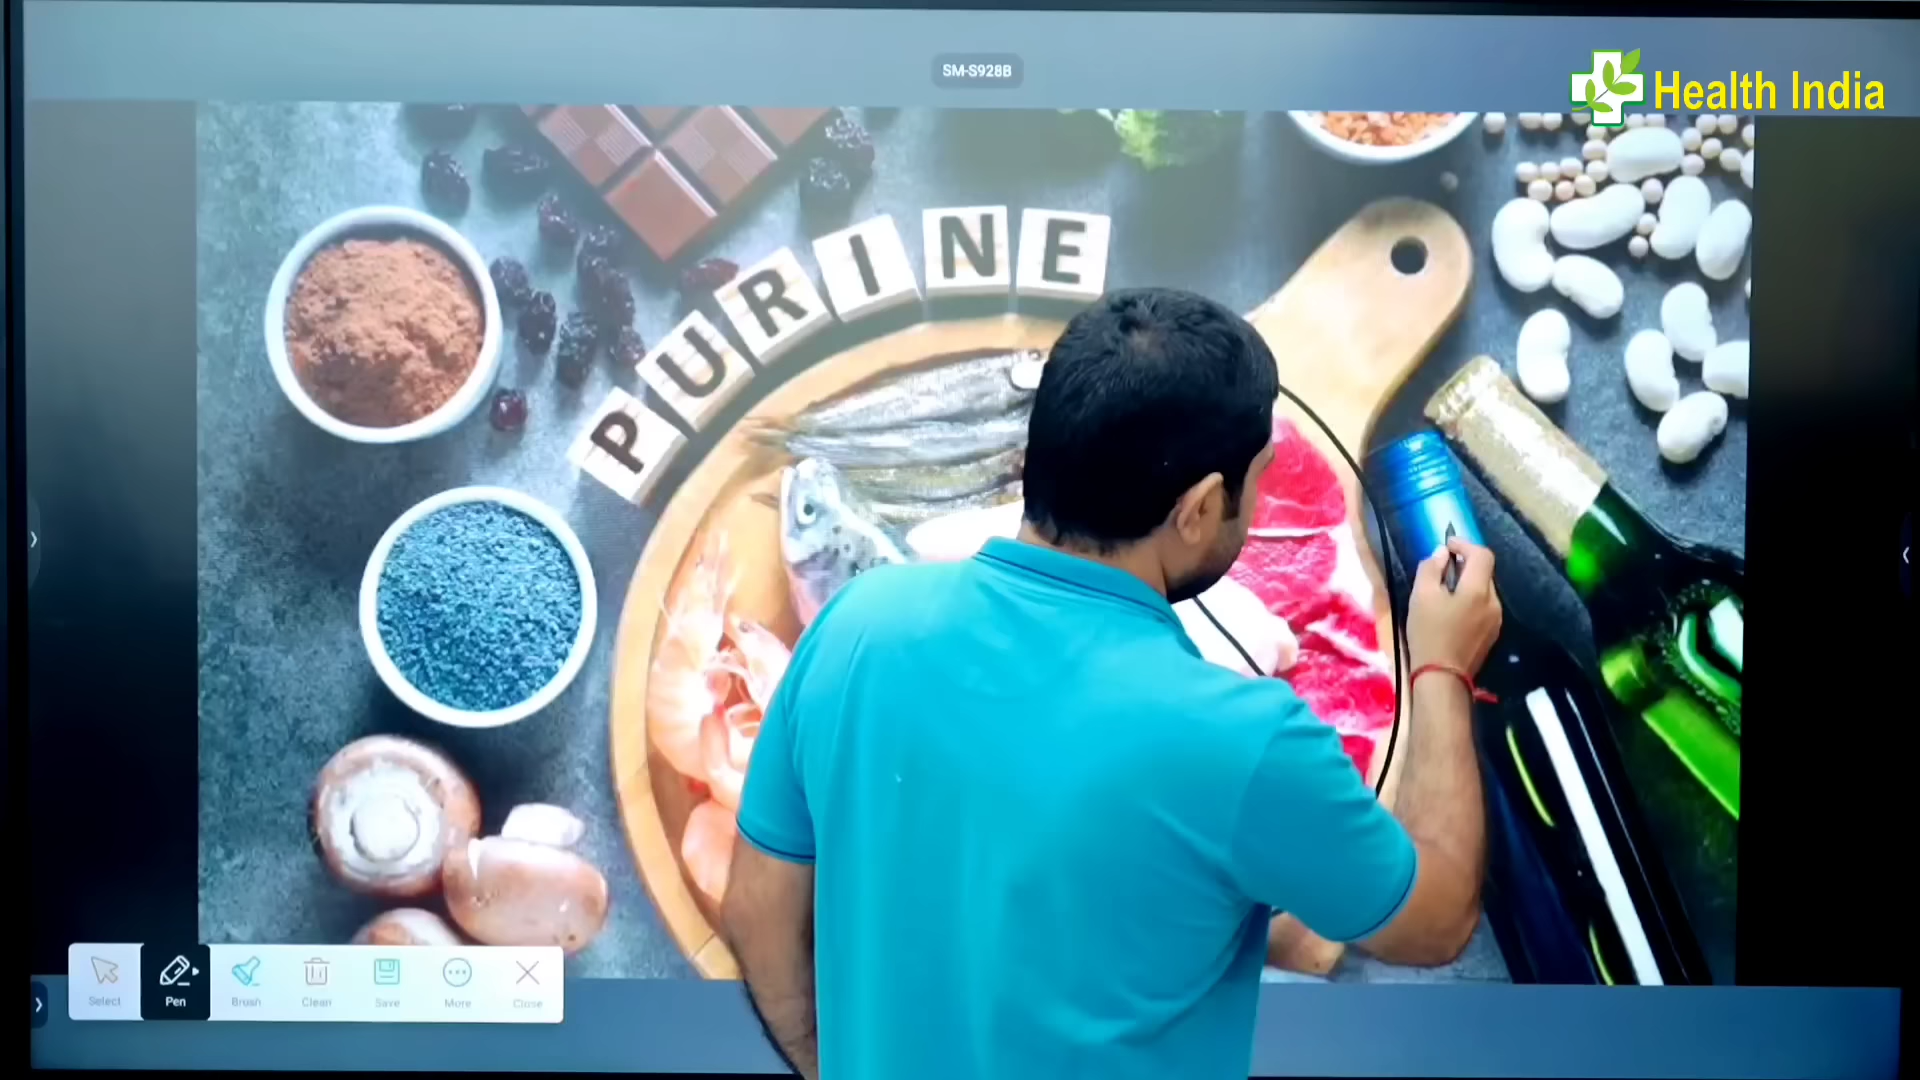 SM-S928B
Health India
PURINE
Select
Pen
Brush
Clean
Save
More
Close